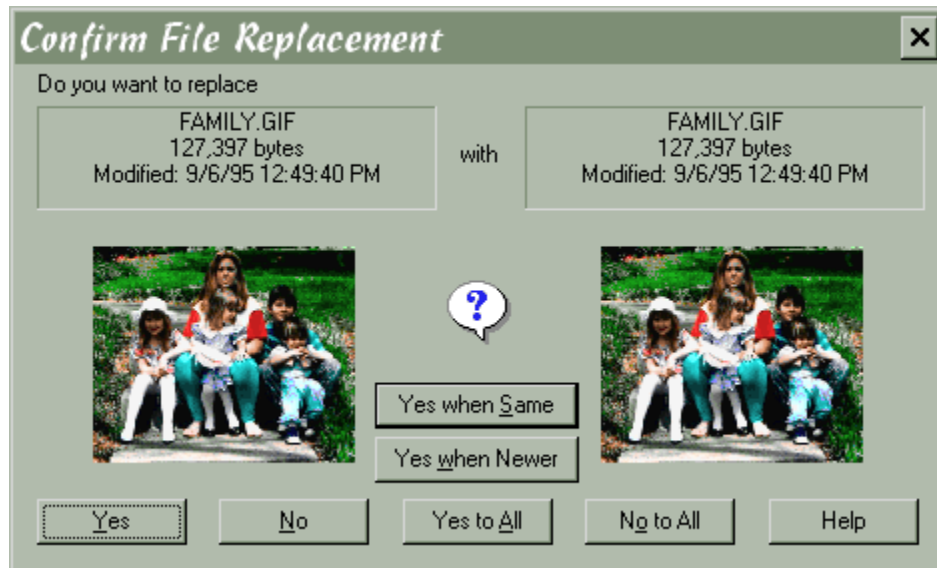 Confirm File Replacement
Do you want to replace
FAMILY.GIF
127,397 bytes
Modified: 9/6/95 12:49:40 PM
with
FAMILY.GIF
127,397 bytes
Modified: 9/6/95 12:49:40 PM
?
Yes when Same
Yes when Newer
Yes
No
Yes to All
No to All
Help